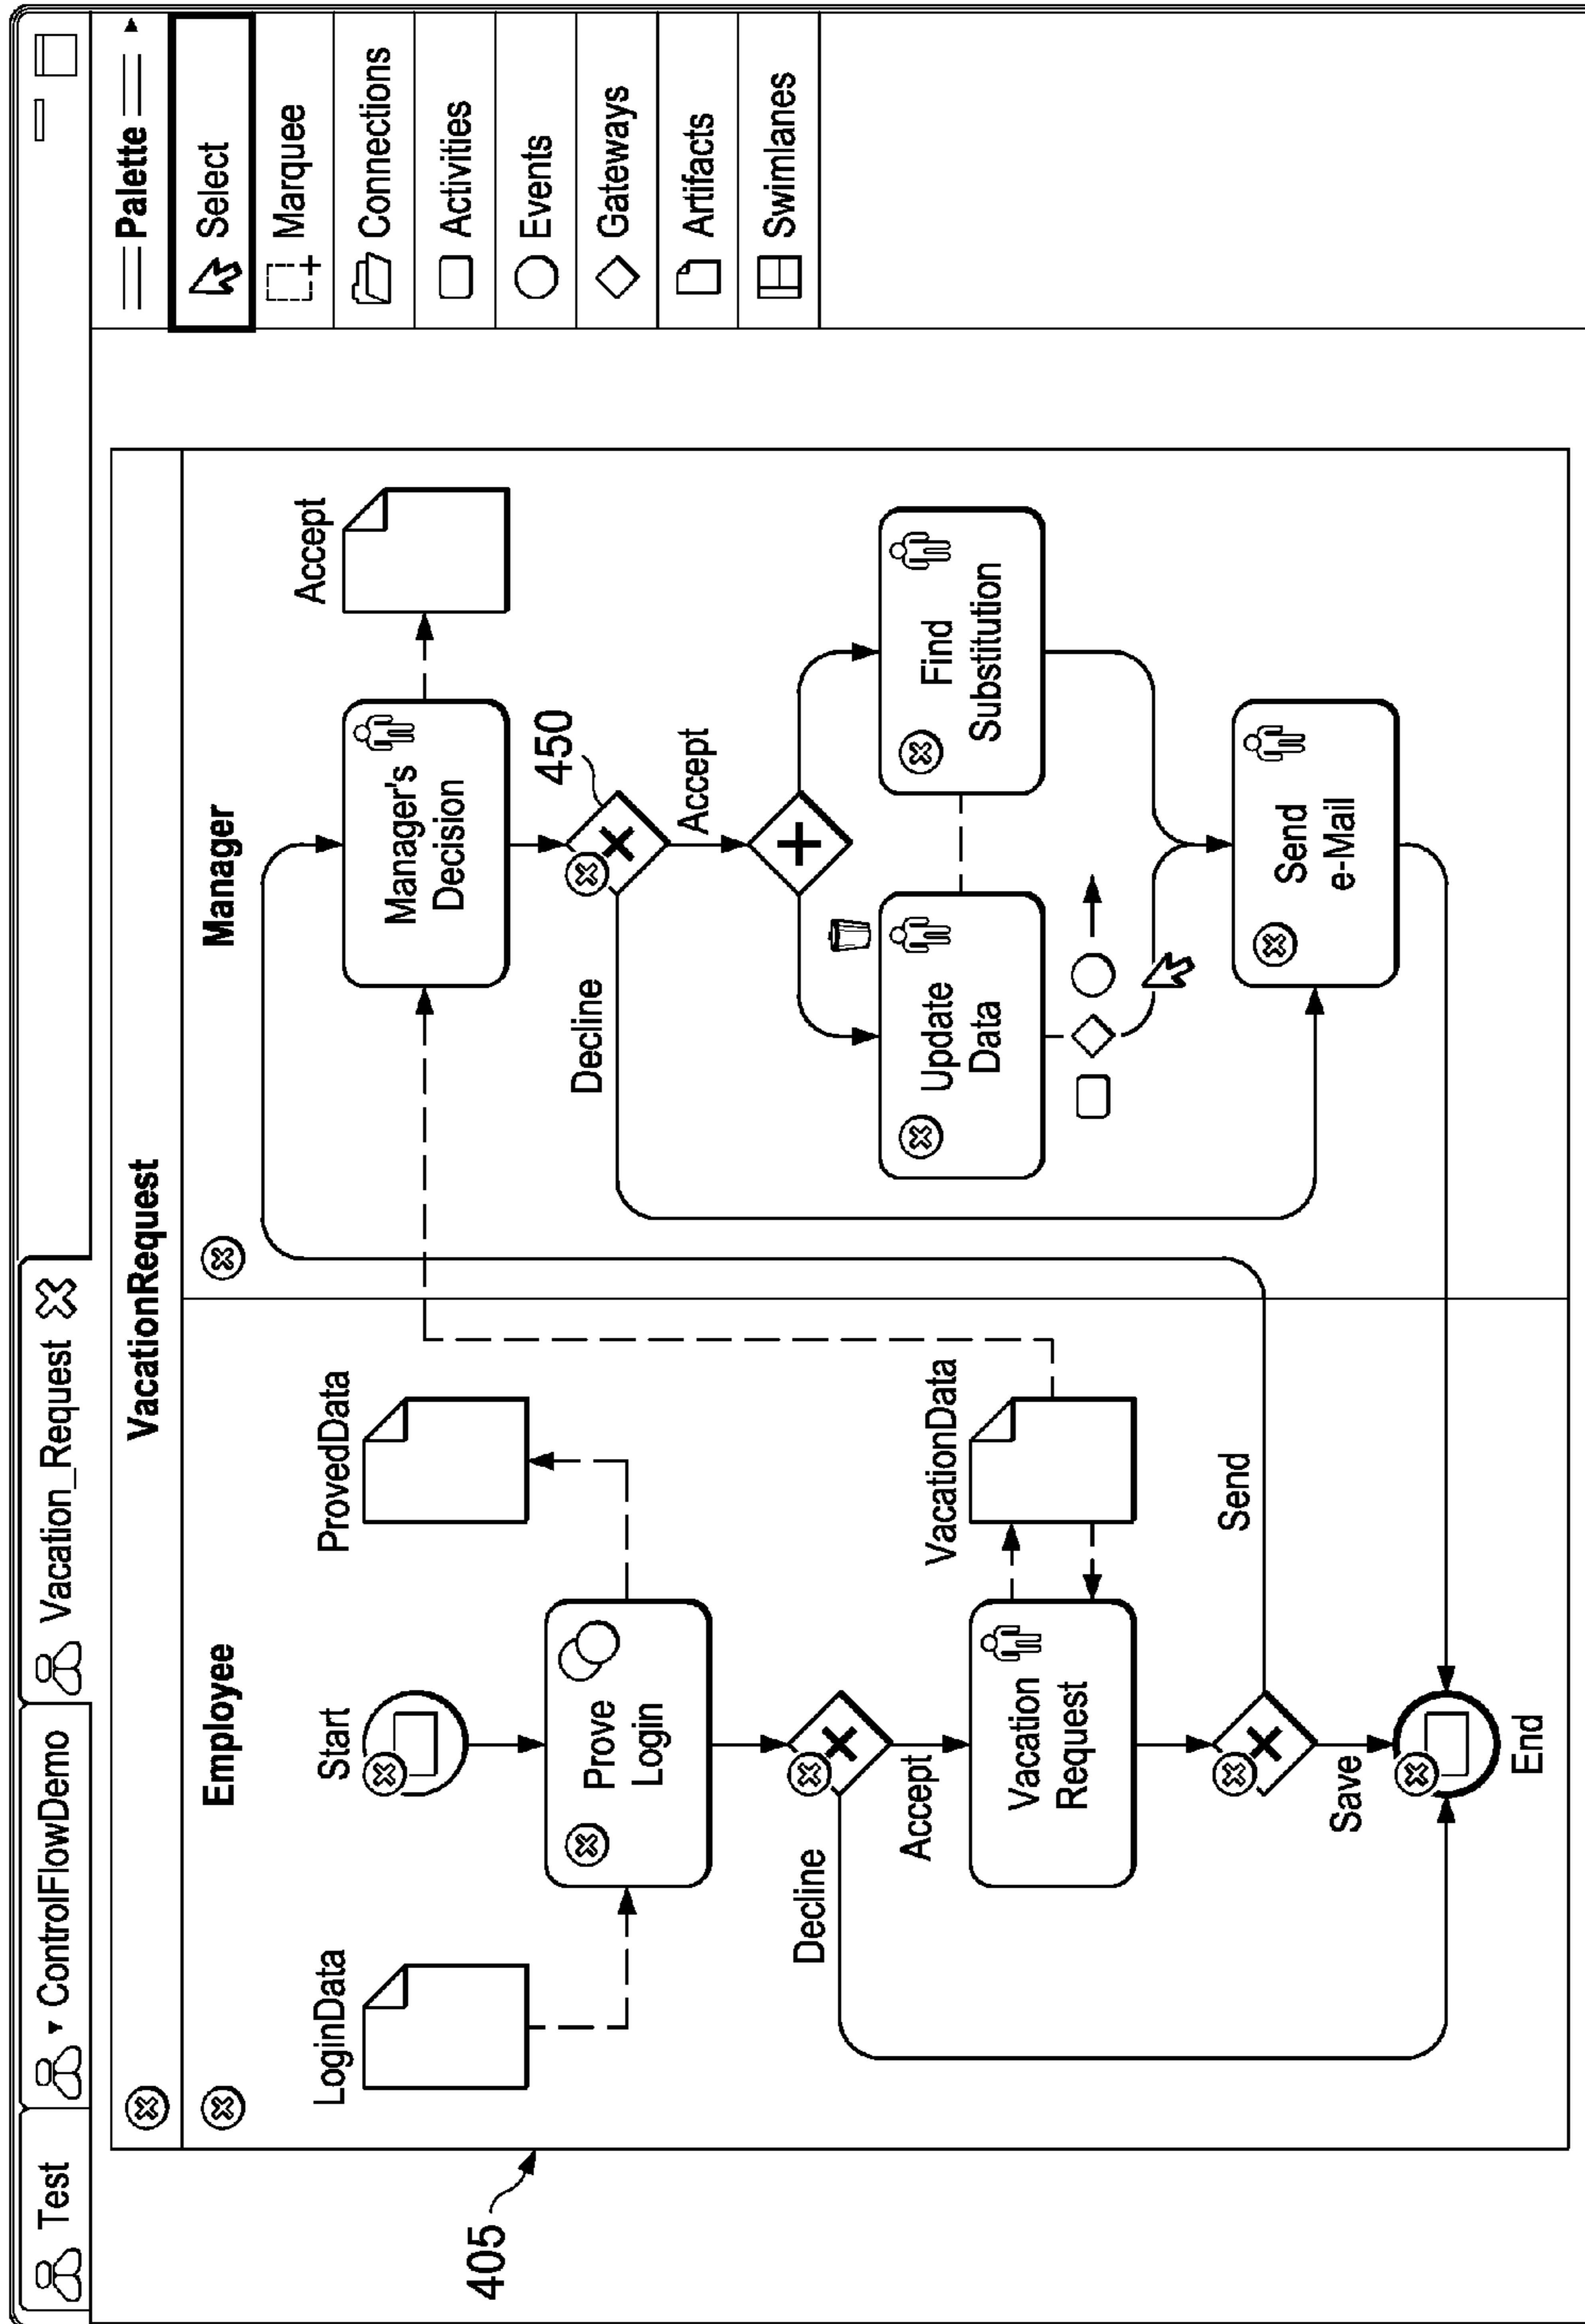 Test
ControlFlowDemo
Vacation_Request
Palette
Select
Marquee
Connections
Activities
Events
Gateways
Artifacts
Swimlanes
405
VacationRequest
Employee
Start
LoginData
ProvedData
Prove
Login
Decline
Accept
VacationData
Vacation
Request
Send
Save
End
Manager
Accept
Manager's
Decision
450
Decline
Accept
Update
Data
Find
Substitution
Send
e-Mail